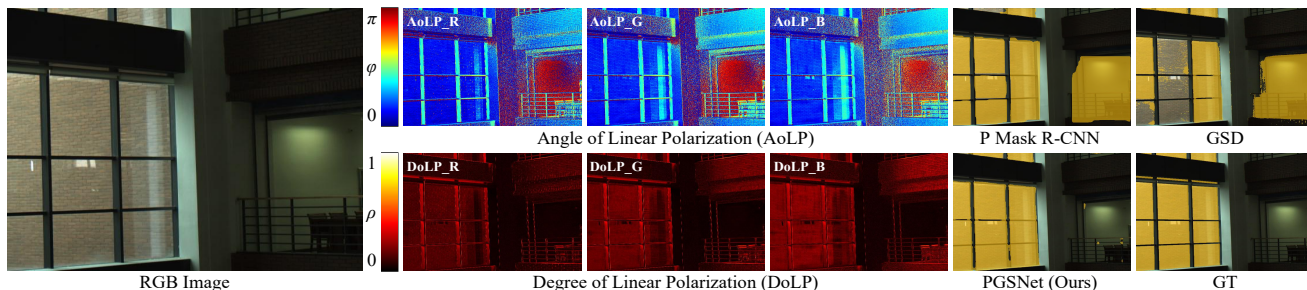 π
φ
0
AoLP_R
AoLP_G
AoLP_B
Angle of Linear Polarization (AoLP)
P Mask R-CNN
GSD
1
ρ
0
DoLP_R
DoLP_G
DoLP_B
RGB Image
Degree of Linear Polarization (DoLP)
PGSNet (Ours)
GT